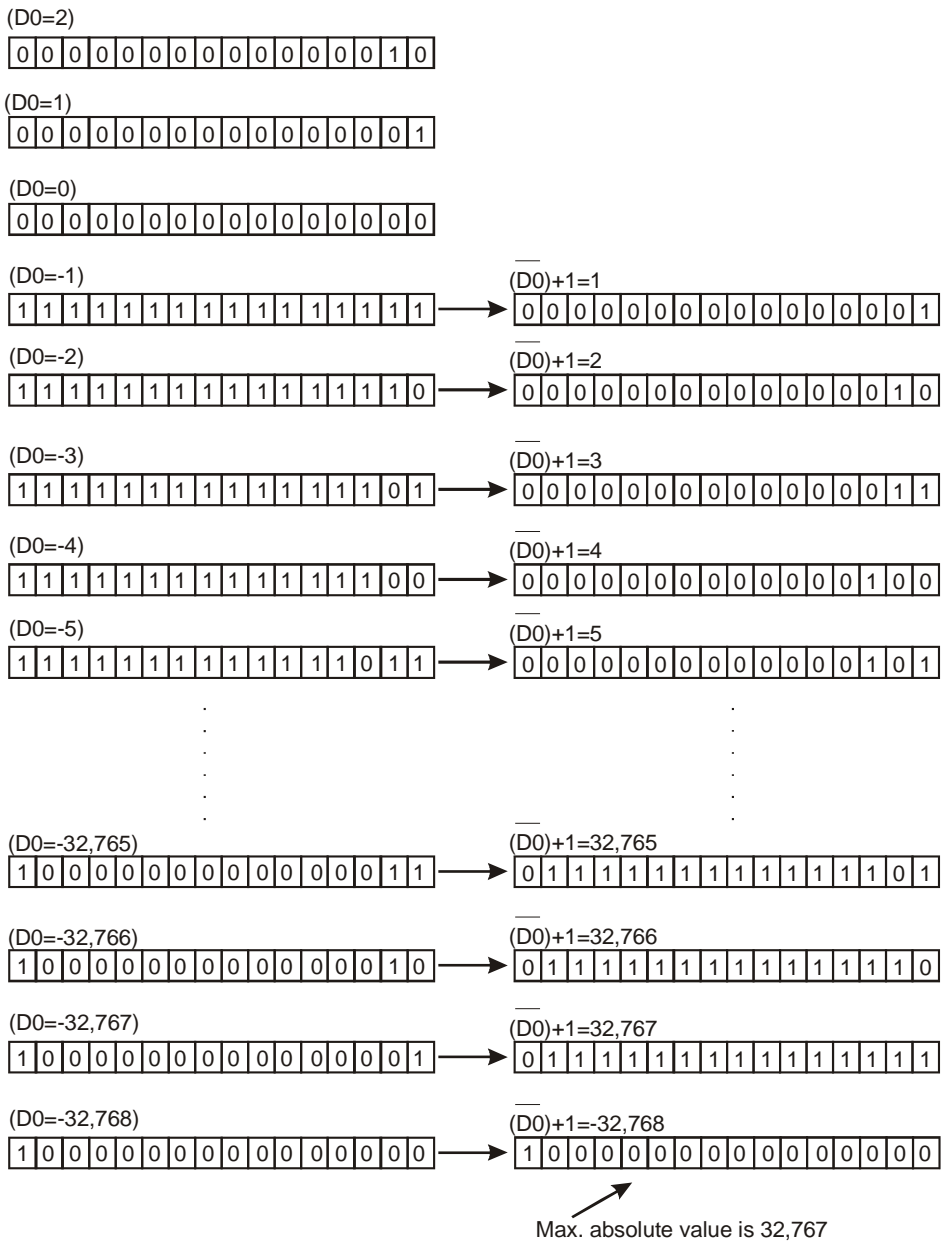 (D0=2)
0 0 0 0 0 0 0 0 0 0 0 0 0 0 1 0
(D0=1)
0 0 0 0 0 0 0 0 0 0 0 0 0 0 0 1
(D0=0)
0 0 0 0 0 0 0 0 0 0 0 0 0 0 0 0
(D0=-1) (D0)+1=1
1 1 1 1 1 1 1 1 1 1 1 1 1 1 1 1 0 0 0 0 0 0 0 0 0 0 0 0 0 0 0 1
(D0=-2) (D0)+1=2
1 1 1 1 1 1 1 1 1 1 1 1 1 1 1 0 0 0 0 0 0 0 0 0 0 0 0 0 0 0 1 0
(D0=-3) (D0)+1=3
1 1 1 1 1 1 1 1 1 1 1 1 1 1 0 1 0 0 0 0 0 0 0 0 0 0 0 0 0 0 1 1
(D0=-4) (D0)+1=4
1 1 1 1 1 1 1 1 1 1 1 1 1 1 0 0 0 0 0 0 0 0 0 0 0 0 0 0 0 1 0 0
(D0=-5) (D0)+1=5
1 1 1 1 1 1 1 1 1 1 1 1 1 0 1 1 0 0 0 0 0 0 0 0 0 0 0 0 0 1 0 1
(D0=-32,765) (D0)+1=32,765
1 0 0 0 0 0 0 0 0 0 0 0 0 0 1 1 0 1 1 1 1 1 1 1 1 1 1 1 1 1 0 1
(D0=-32,766) (D0)+1=32,766
1 0 0 0 0 0 0 0 0 0 0 0 0 0 1 0 0 1 1 1 1 1 1 1 1 1 1 1 1 1 1 0
(D0=-32,767) (D0)+1=32,767
1 0 0 0 0 0 0 0 0 0 0 0 0 0 0 1 0 1 1 1 1 1 1 1 1 1 1 1 1 1 1 1
(D0=-32,768) (D0)+1=-32,768
1 0 0 0 0 0 0 0 0 0 0 0 0 0 0 0 1 0 0 0 0 0 0 0 0 0 0 0 0 0 0 0
Max. absolute value is 32,767